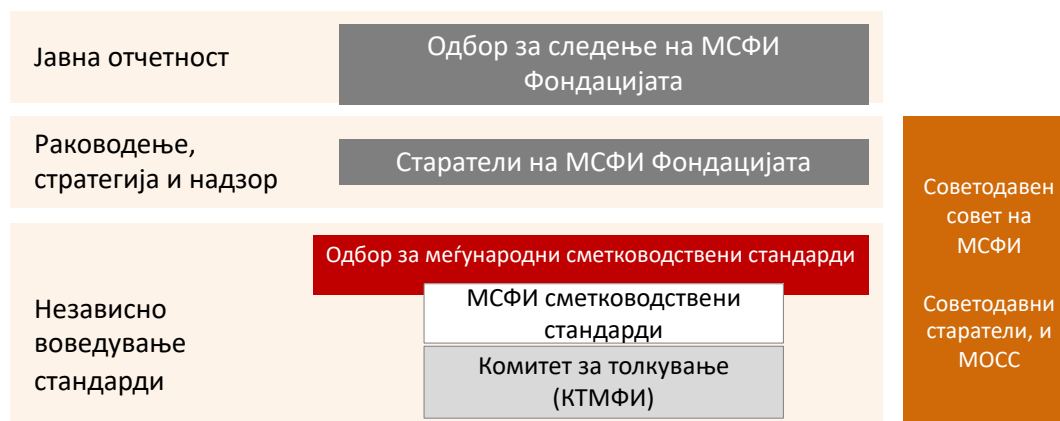 Јавна отчетност
Одбор за следење на МСФИ
Фондацијата
Раководење,
стратегија и надзор
Старатели на МСФИ Фондацијата
Независно
воведување
стандарди
Одбор за меѓународни сметководствени стандарди
МСФИ сметководствени
стандарди
Комитет за толкување
(КТМФИ)
Советодавен
совет на
МСФИ
Советодавни
старатели, и
МОСС